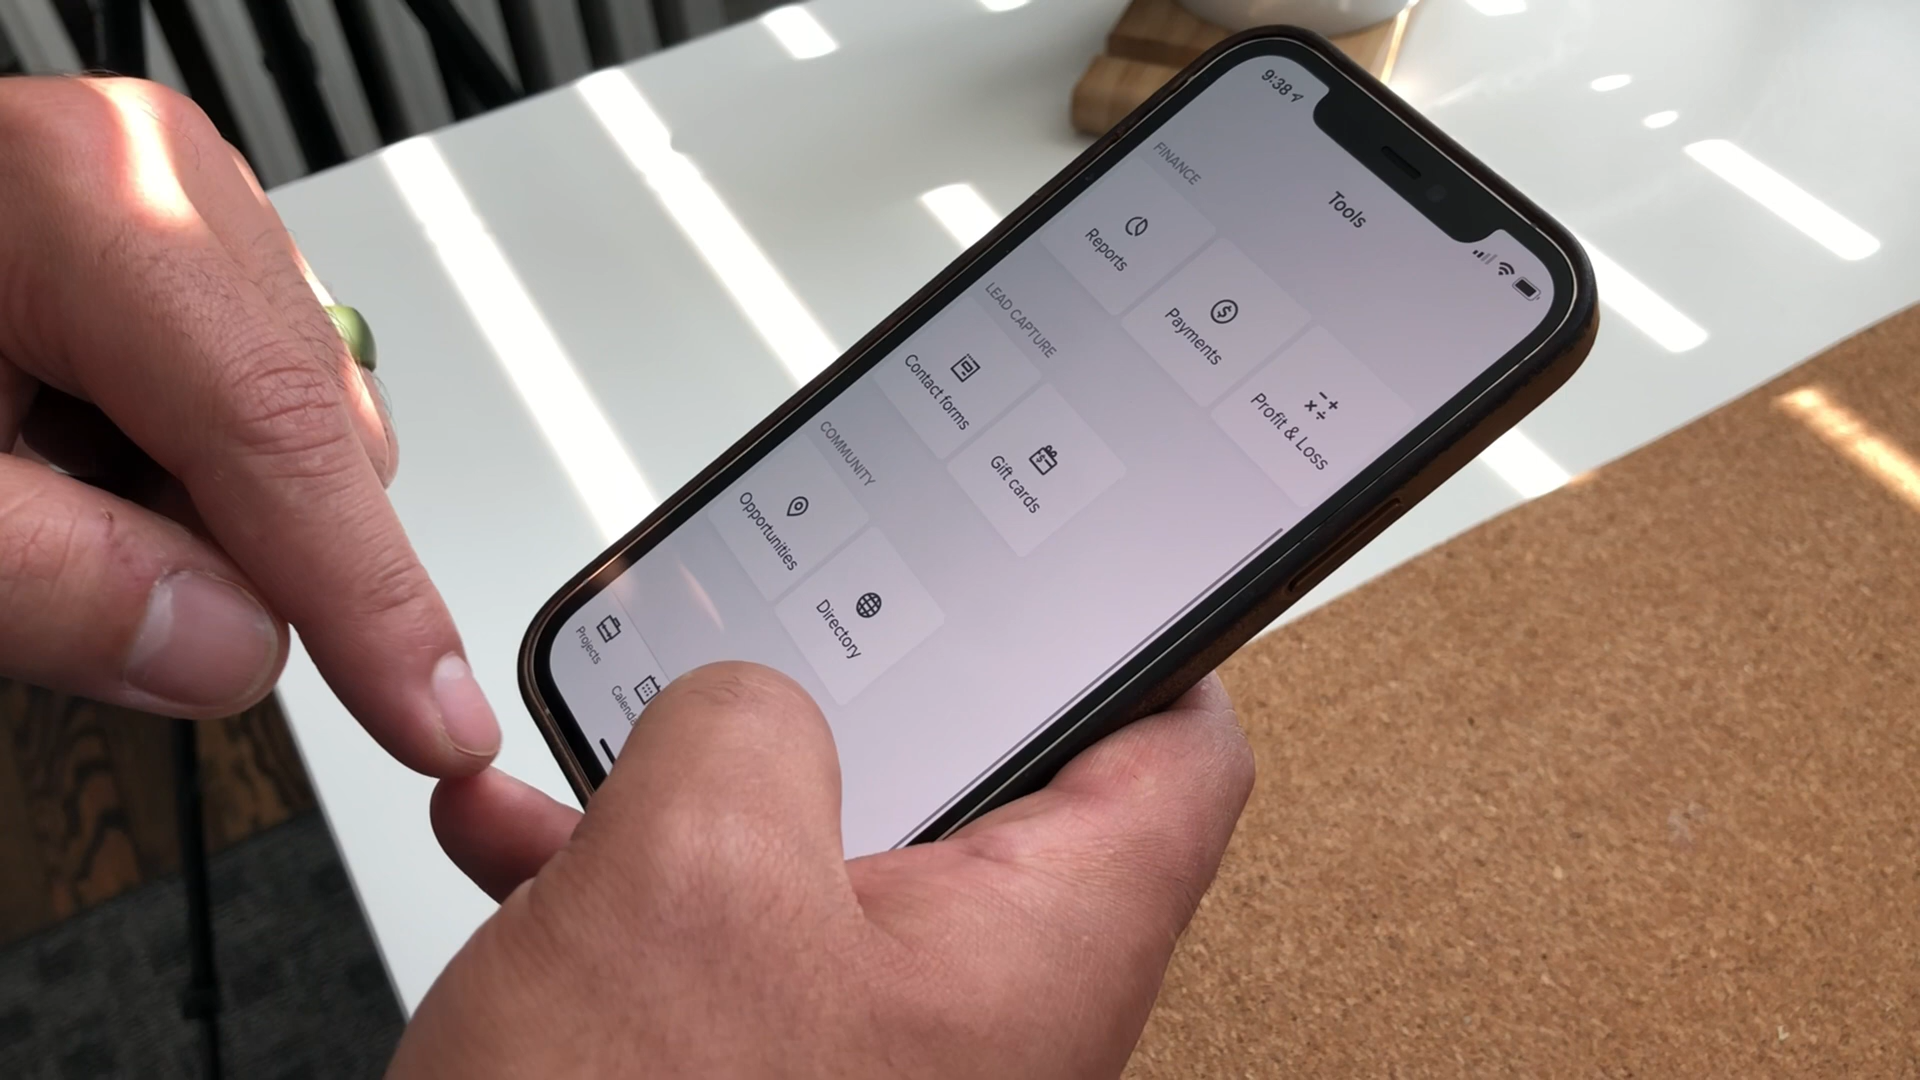 9:38
Tools
FINANCE
Reports
Payments
Profit & Loss
LEAD CAPTURE
Contact forms
Gift cards
COMMUNITY
Opportunities
Directory
Projects